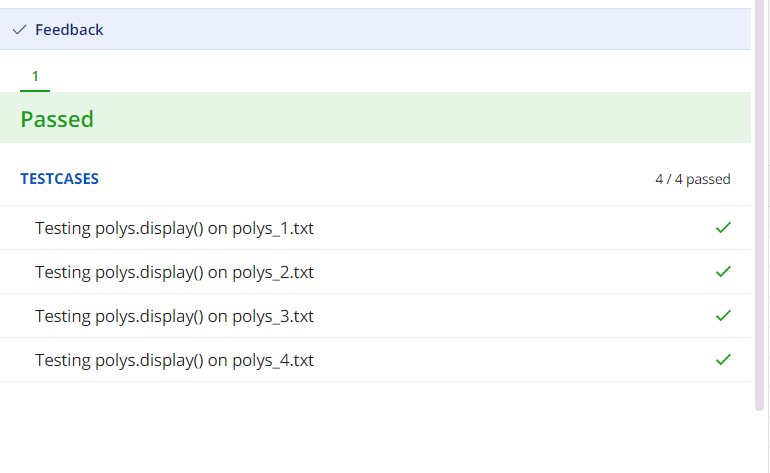 Feedback
1
Passed
TESTCASES 4 / 4 passed
Testing polys.display() on polys_1.txt
Testing polys.display() on polys_2.txt
Testing polys.display() on polys_3.txt
Testing polys.display() on polys_4.txt